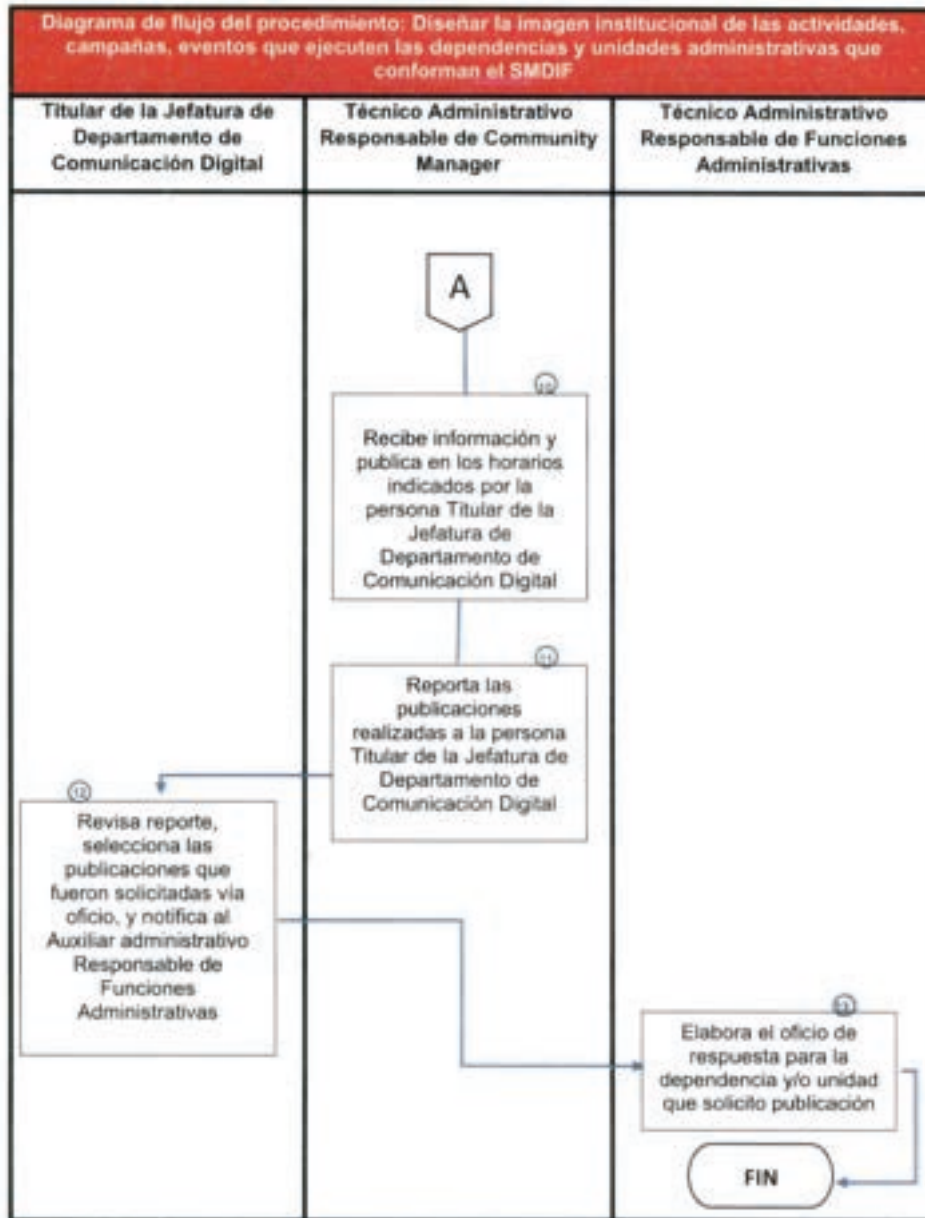 Diagrama de flujo del procedimiento: Diseñar la imagen institucional de las actividades,
campañas, eventos que ejecuten las dependencias y unidades administrativas que
conforman el SMDIF
Titular de la Jefatura de
Departamento de
Comunicación Digital
Técnico Administrativo
Responsable de Community
Manager
Técnico Administrativo
Responsable de Funciones
Administrativas
A
10
Recibe información y
publica en los horarios
indicados por la
persona Titular de la
Jefatura de
Departamento de
Comunicación Digital
11
Reporta las
publicaciones
realizadas a la persona
Titular de la Jefatura de
Departamento de
Comunicación Digital
12
Revisa reporte,
selecciona las
publicaciones que
fueron solicitadas vía
oficio, y notifica al
Auxiliar administrativo
Responsable de
Funciones
Administrativas
Elabora el oficio de
respuesta para la
dependencia y/o unidad
que solicito publicación
FIN